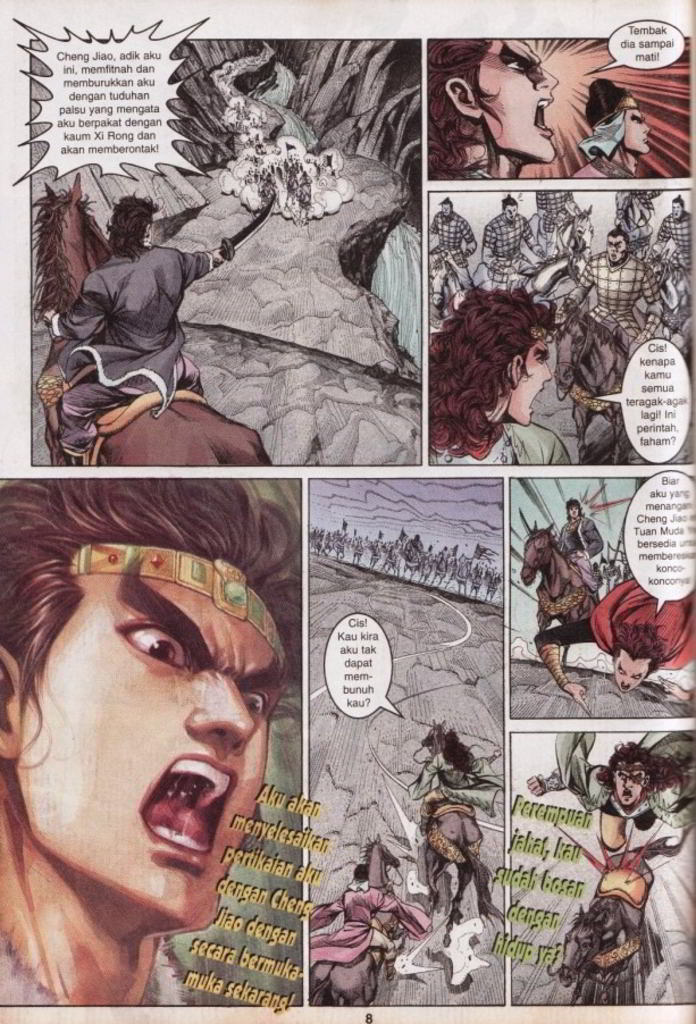 Cheng Jiao, adik aku
ini, memfitnah dan
memburukkan aku
dengan tuduhan
palsu yang mengata
aku berpakat dengan
kaum Xi Rong dan
akan memberontak!
Tembak
dia sampai
mati!
Cis!
kenapa
kamu
semua
teragak-agak
lagi! Ini
perintah,
faham?
Aku akan
menyelesaikan
pertikaian aku
dengan Cheng
Jiao dengan
secara bermuka-
muka sekarang!
Cis!
Kau kira
aku tak
dapat
mem-
bunuh
kau?
Biar
aku yang
menangani
Cheng Jiao
Tuan Muda
bersedia
memberes
konco-
konconya
Perempuan
jahat, kau
sudah bosan
dengan
hidup ya?
8